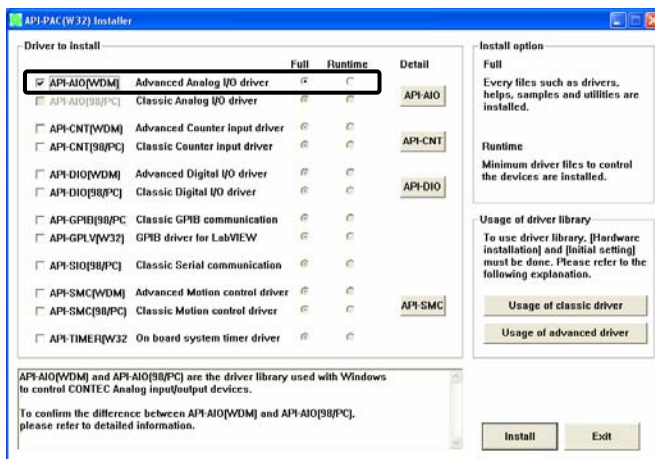 API-PAC(W32) Installer
Driver to install
Full Runtime Detail
API-AIO(WDM) Advanced Analog I/O driver
API-AIO(98/PC) Classic Analog I/O driver
API-AIO
API-CNT(WDM) Advanced Counter input driver
API-CNT(98/PC) Classic Counter input driver
API-CNT
API-DIO(WDM) Advanced Digital I/O driver
API-DIO(98/PC) Classic Digital I/O driver
API-DIO
API-GPIB(98/PC Classic GPIB communication
API-GPLV(W32) GPIB driver for LabVIEW
API-SIO(98/PC) Classic Serial communication
API-SMC(WDM) Advanced Motion control driver
API-SMC(98/PC) Classic Motion control driver
API-SMC
API-TIMER(W32 On board system timer driver
Install option
Full
Every files such as drivers,
helps, samples and utilities are
installed.
Runtime
Minimum driver files to control
the devices are installed.
Usage of driver library
To use driver library, [Hardware
installation] and [Initial setting]
must be done. Please refer to the
following explanation.
Usage of classic driver
Usage of advanced driver
API-AIO(WDM) and API-AIO(98/PC) are the driver library used with Windows
to control CONTEC Analog input/output devices.
To confirm the difference between API-AIO(WDM) and API-AIO(98/PC),
please refer to detailed information.
Install Exit